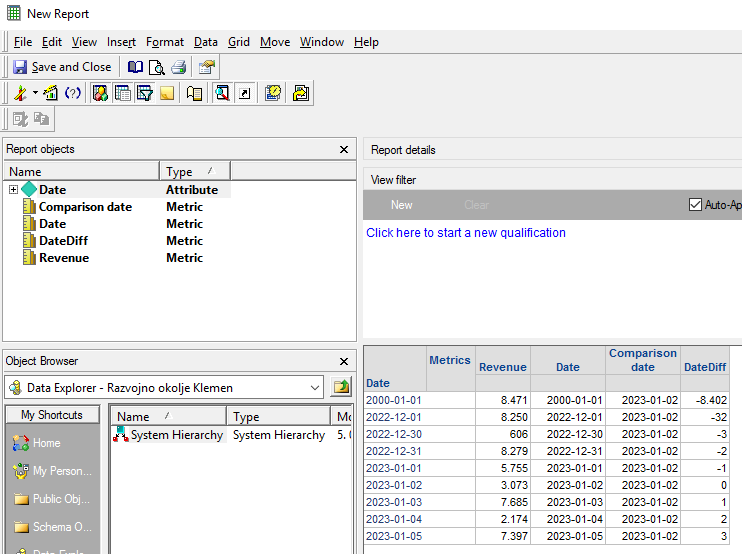 New Report
File Edit View Insert Format Data Grid Move Window Help
Save and Close
Report objects
Name Type
Date Attribute
Comparison date Metric
Date Metric
DateDiff Metric
Revenue Metric
Object Browser
Data Explorer - Razvojno okolje Klemen
My Shortcuts
Home
My Person...
Public Obj...
Schema O...
Name Type
System Hierarchy System Hierarchy 5.
Report details
View filter
New Clear Auto-Ap
Click here to start a new qualification
Metrics Revenue Date Comparison date DateDiff
Date
2000-01-01 8.471 2000-01-01 2023-01-02 -8.402
2022-12-01 8.250 2022-12-01 2023-01-02 -32
2022-12-30 606 2022-12-30 2023-01-02 -3
2022-12-31 8.279 2022-12-31 2023-01-02 -2
2023-01-01 5.755 2023-01-01 2023-01-02 -1
2023-01-02 3.073 2023-01-02 2023-01-02 0
2023-01-03 7.685 2023-01-03 2023-01-02 1
2023-01-04 2.174 2023-01-04 2023-01-02 2
2023-01-05 7.397 2023-01-05 2023-01-02 3